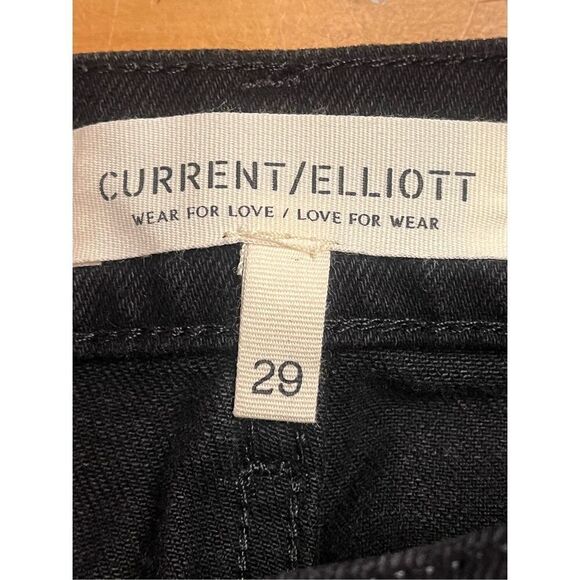 CURRENT/ELLIOTT
WEAR FOR LOVE / LOVE FOR WEAR
29